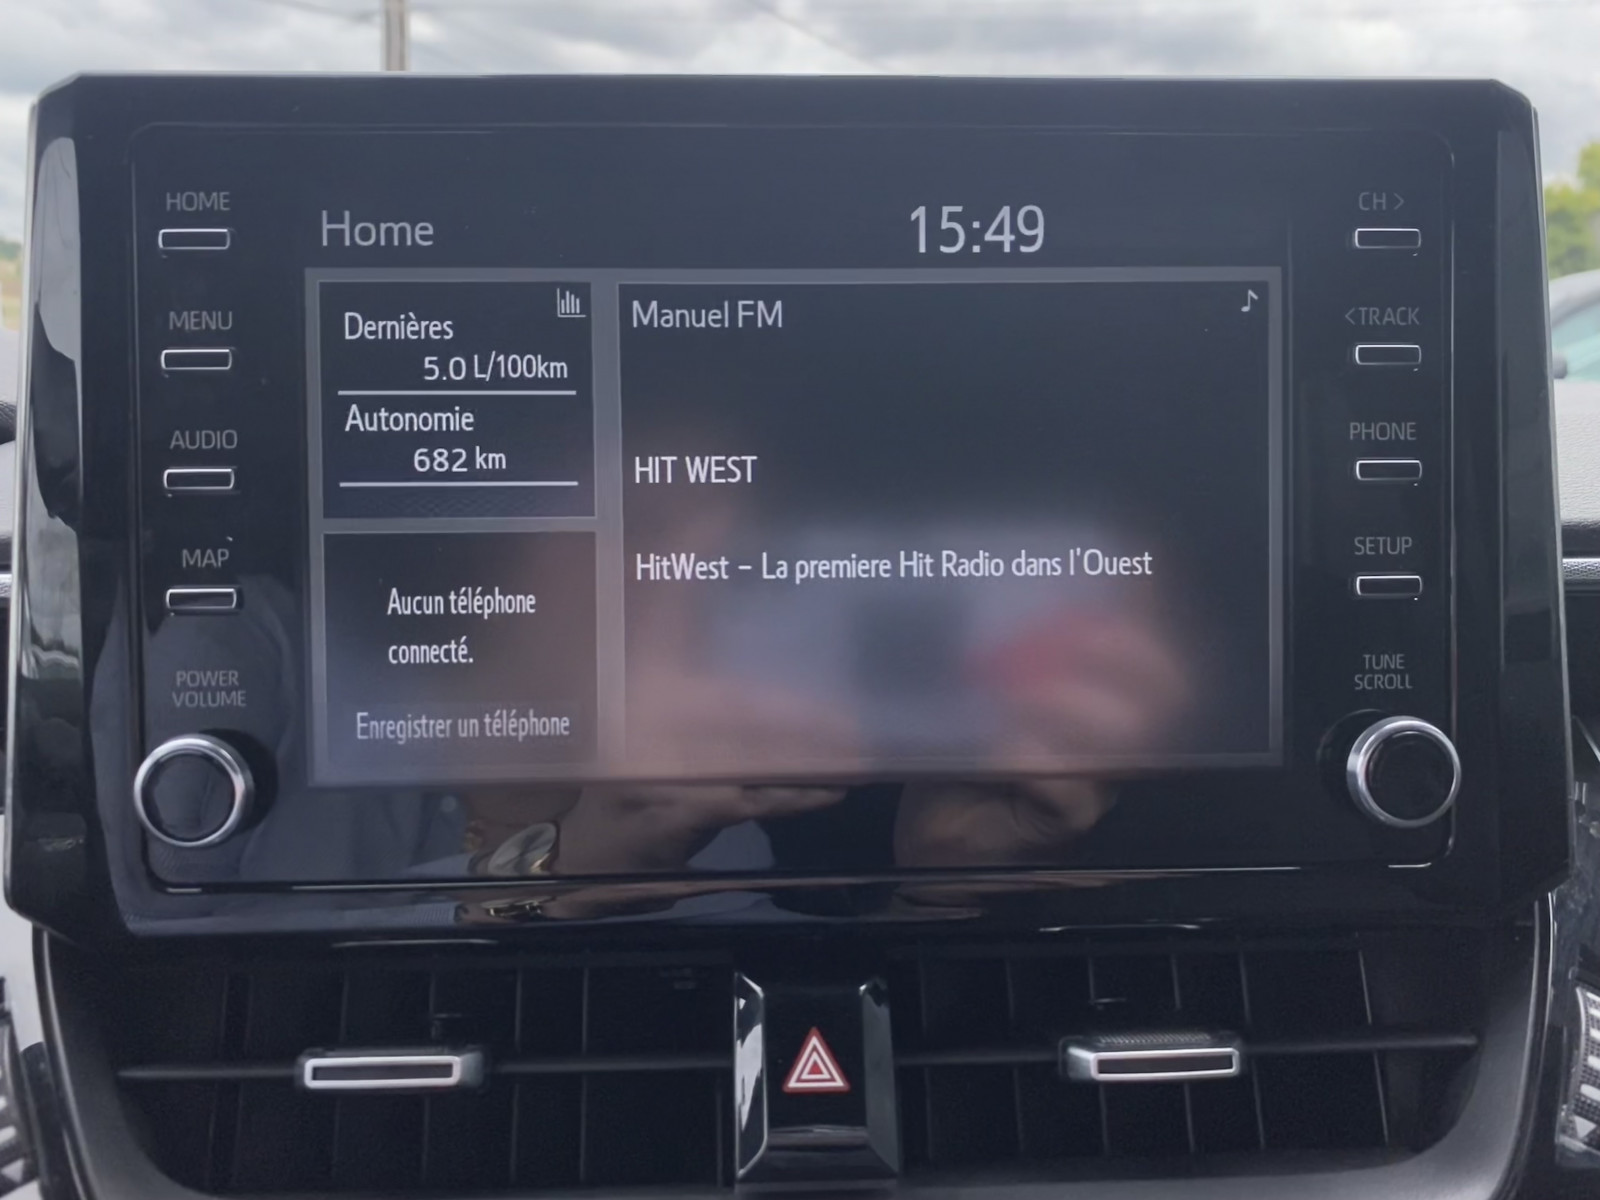 HOME
MENU
AUDIO
MAP
POWER
VOLUME
Home
15:49
Dernières
5.0 L/100km
Autonomie
682 km
Aucun téléphone
connecté.
Enregistrer un téléphone
Manuel FM
HIT WEST
HitWest - La premiere Hit Radio dans l'Ouest
CH >
<TRACK
PHONE
SETUP
TUNE
SCROLL